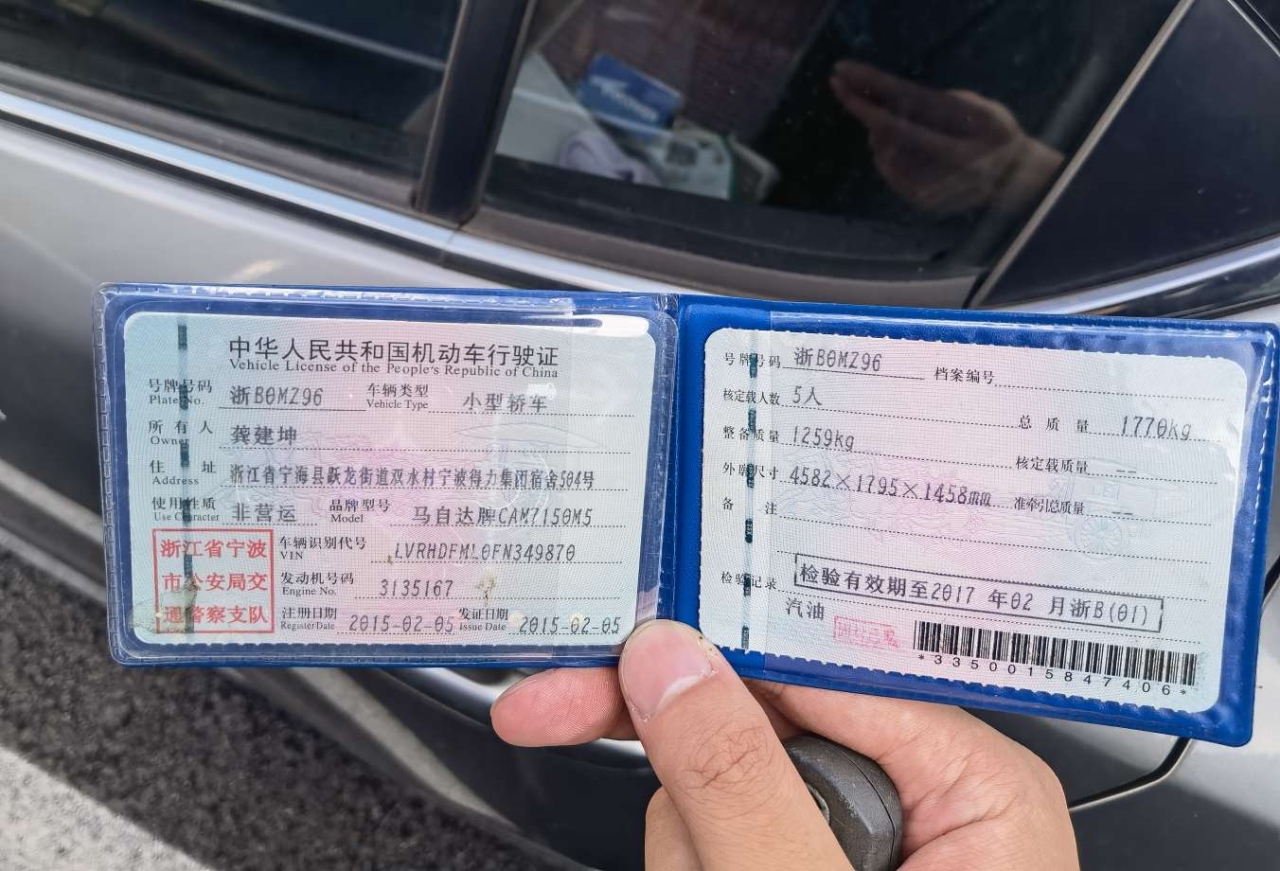 中华人民共和国机动车行驶证
Vehicle License of the People's Republic of China
号牌号码 浙B0MZ96 车辆类型 小型轿车
Plate No. Vehicle Type
所有人 龚建坤
Owner
住址 浙江省宁海县跃龙街道双水村宁波得力集团宿舍504号
Address
使用性质 非营运 品牌型号 马自达牌CAM7150M5
Use Character Model
浙江省宁波
市公安局交
通警察支队
车辆识别代号 LVRHDFML0FN349870
VIN
发动机号码 3135167
Engine No.
注册日期 2015-02-05 发证日期 2015-02-05
Register Date Issue Date
号牌号码 浙B0MZ96 档案编号
核定载人数 5人 总质量 1770Kg
整备质量 1259Kg 核定载质量 --
外廓尺寸 4582×1795×1458 准牵引总质量 --
备注
检验记录 检验有效期至2017 年02 月浙B(01)
汽油
*3350015847406*